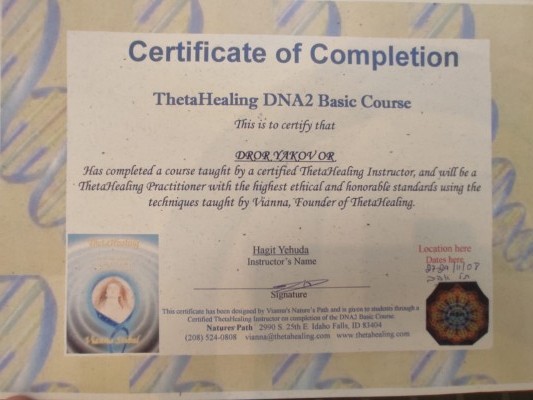 Certificate of Completion
ThetaHealing DNA2 Basic Course
This is to certify that
DROR YAKOV OR
Has completed a course taught by a certified ThetaHealing Instructor, and will be a
ThetaHealing Practitioner with the highest ethical and honorable standards using the
techniques taught by Vianna, Founder of ThetaHealing.
ThetaHealing
Hagit Yehuda
Instructor's Name
Signature
Location here
Dates here
This certificate has been designed by Vianna's Nature's Path and is given to students through a
Certified ThetaHealing Instructor on completion of the DNA2 Basic Course.
Natures Path 2990 S. 25th E. Idaho Falls, ID 83404
(208) 524-0808 vianna@thetahealing.com www.thetahealing.com